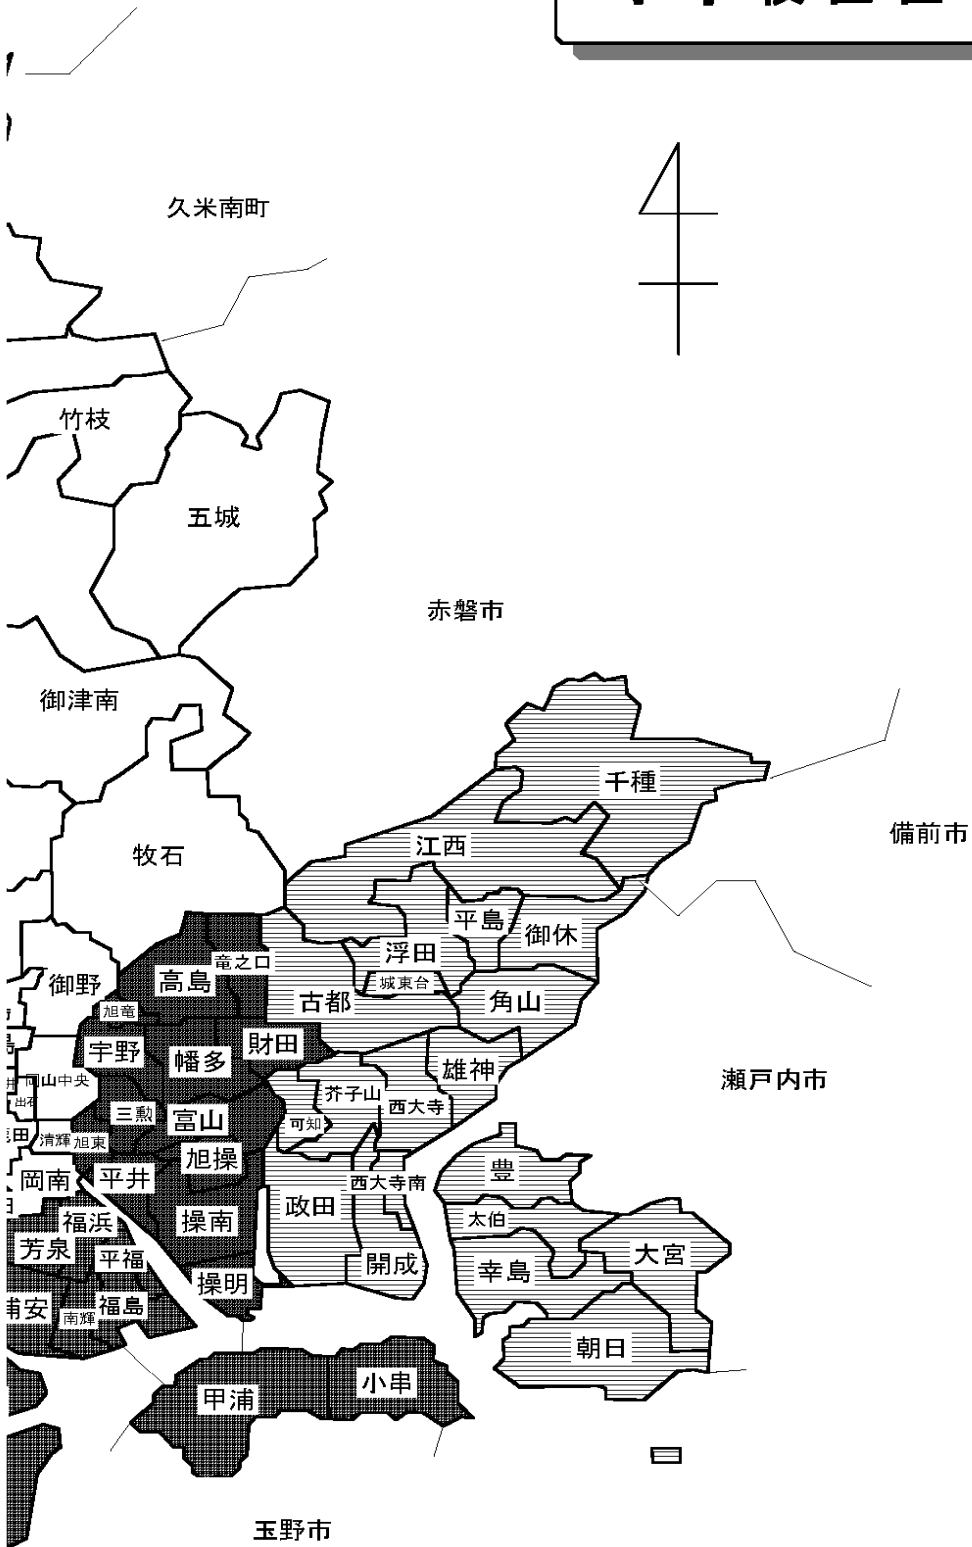 久米南町
竹枝
五城
赤磐市
御津南
千種
備前市
江西
牧石
平島
御休
浮田
竜之口
高島
御野
城東台
古都
角山
旭竜
財田
宇野
幡多
雄神
瀬戸内市
岡山中央
芥子山
西大寺
出石
三勲
富山
可知
清輝
旭東
旭操
豊
岡南
平井
西大寺南
政田
福浜
操南
太伯
芳泉
平福
開成
幸島
大宮
操明
浦安
南輝
福島
朝日
小串
甲浦
玉野市